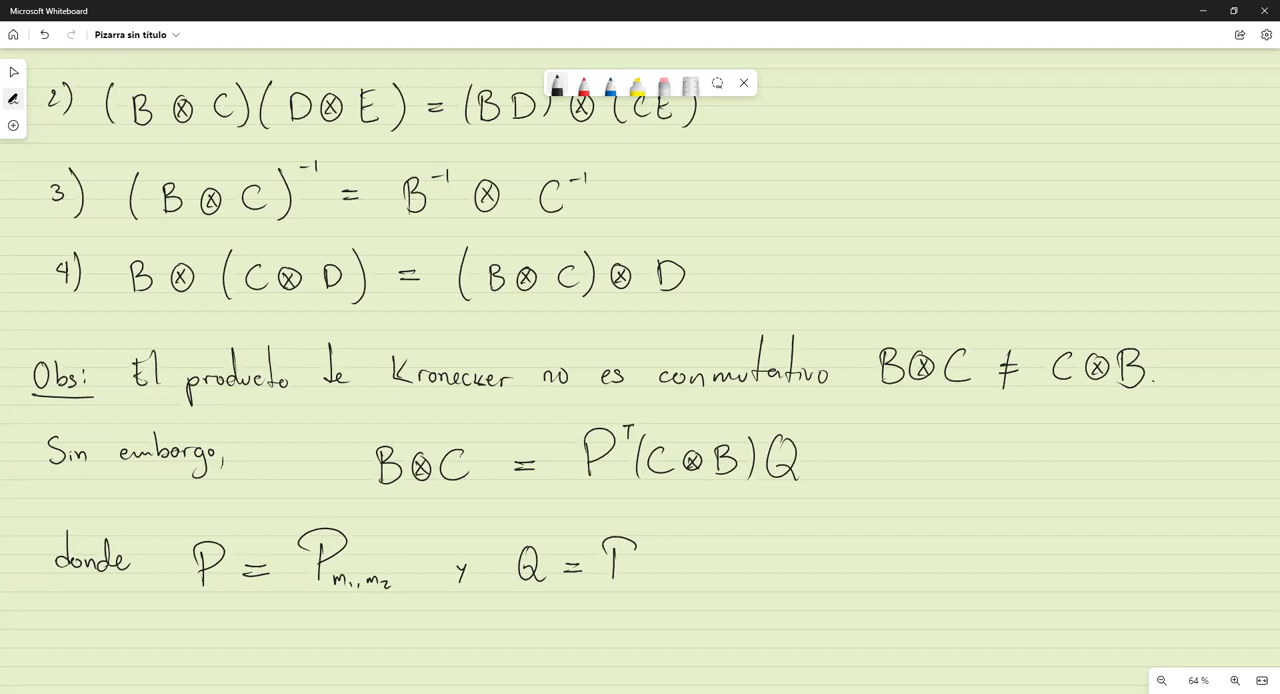 Microsoft Whiteboard
Pizarra sin título
2) (B ⊗ C)(D ⊗ E) = (BD) ⊗ (CE)
3) (B ⊗ C)⁻¹ = B⁻¹ ⊗ C⁻¹
4) B ⊗ (C ⊗ D) = (B ⊗ C) ⊗ D
Obs: El producto de Kronecker no es conmutativo B⊗C ≠ C⊗B.
Sin embargo, B⊗C = Pᵀ(C⊗B)Q
donde P = P_{m₁,m₂} y Q =
64 %